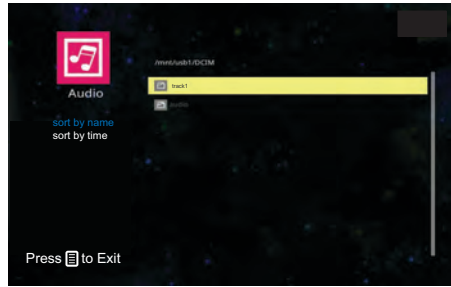 Audio
sort by name
sort by time
/mnt/usb1/DCIM
track1
audio
Press to Exit